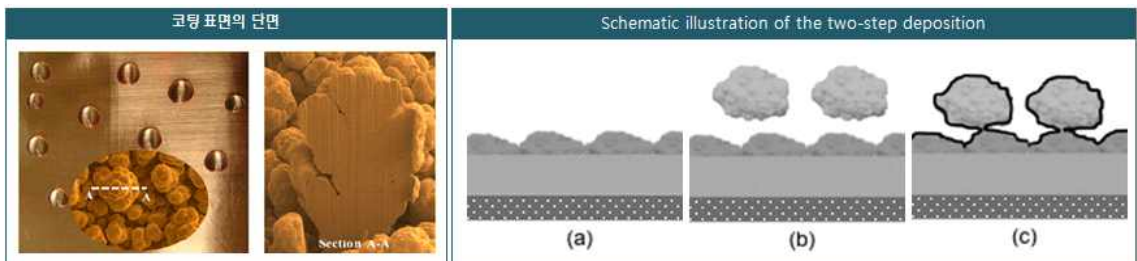 코팅 표면의 단면
Schematic illustration of the two-step deposition
A
A
Section A-A
(a)
(b)
(c)